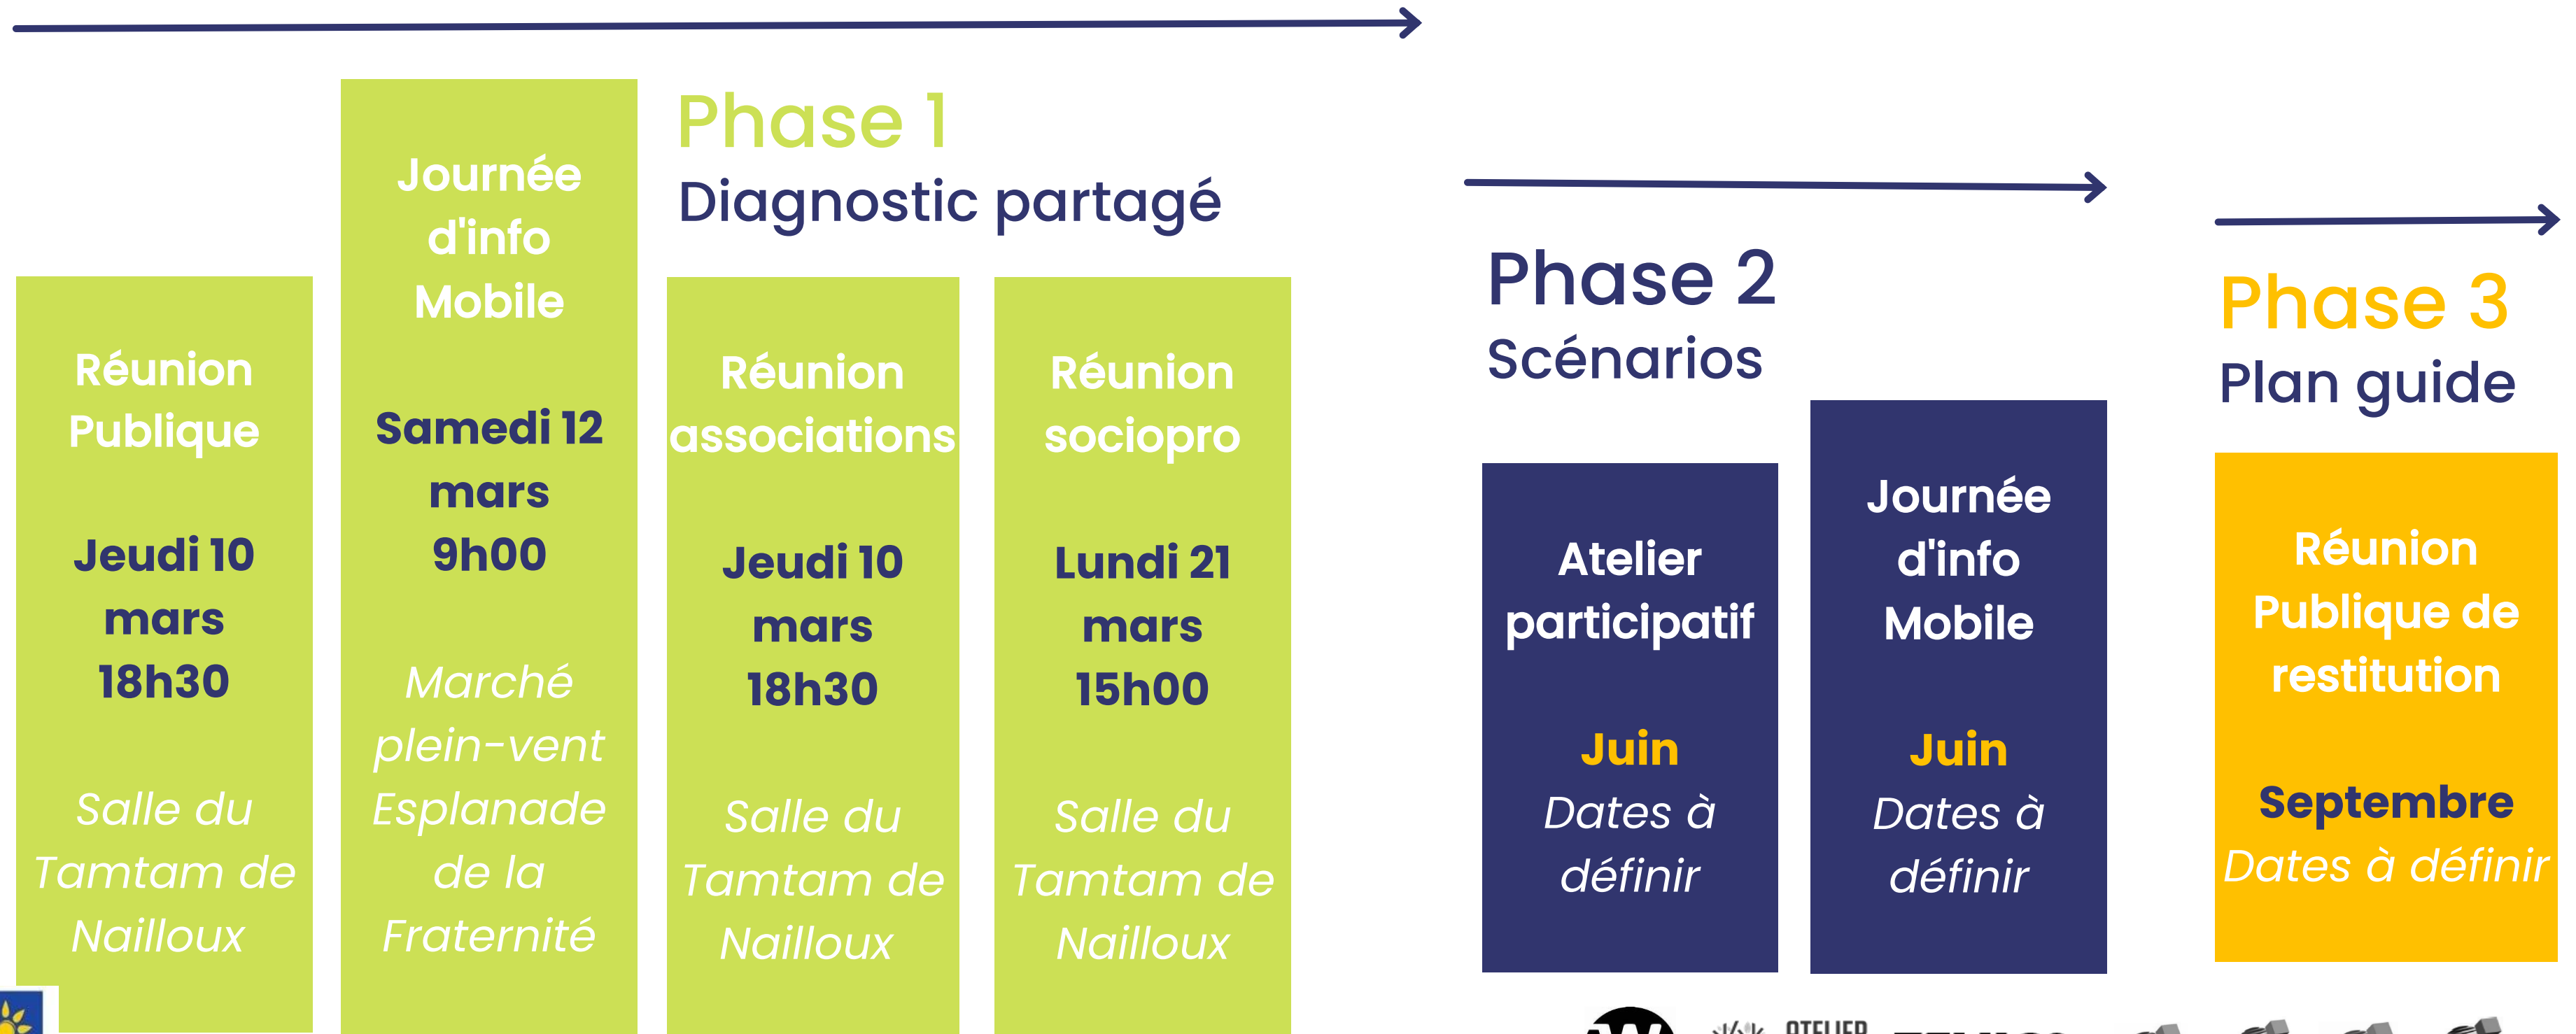 Phase 1
Diagnostic partagé
Réunion
Publique
Jeudi 10
mars
18h30
Salle du
Tamtam de
Nailloux
Journée
d'info
Mobile
Samedi 12
mars
9h00
Marché
plein-vent
Esplanade
de la
Fraternité
Réunion
associations
Jeudi 10
mars
18h30
Salle du
Tamtam de
Nailloux
Réunion
sociopro
Lundi 21
mars
15h00
Salle du
Tamtam de
Nailloux
Phase 2
Scénarios
Atelier
participatif
Juin
Dates à
définir
Journée
d'info
Mobile
Juin
Dates à
définir
Phase 3
Plan guide
Réunion
Publique de
restitution
Septembre
Dates à définir
ATELIER